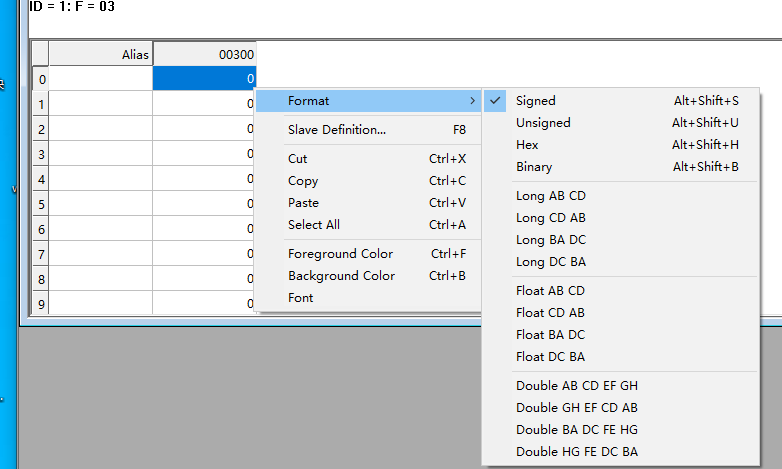 ID = 1: F = 03
Alias 00300
0 0
1 0
2 0
3 0
4 0
5 0
6 0
7 0
8 0
9 0
Format
Slave Definition... F8
Cut Ctrl+X
Copy Ctrl+C
Paste Ctrl+V
Select All Ctrl+A
Foreground Color Ctrl+F
Background Color Ctrl+B
Font
Signed Alt+Shift+S
Unsigned Alt+Shift+U
Hex Alt+Shift+H
Binary Alt+Shift+B
Long AB CD
Long CD AB
Long BA DC
Long DC BA
Float AB CD
Float CD AB
Float BA DC
Float DC BA
Double AB CD EF GH
Double GH EF CD AB
Double BA DC FE HG
Double HG FE DC BA